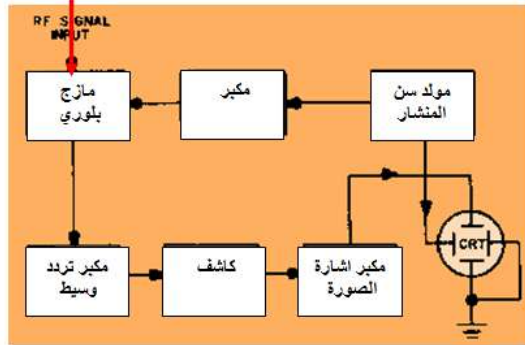 RF SIGNAL
INPUT
مازج
بلوري
مكبر
مولد سن
المنشار
CRT
مكبر تردد
وسيط
كاشف
مكبر اشارة
الصورة